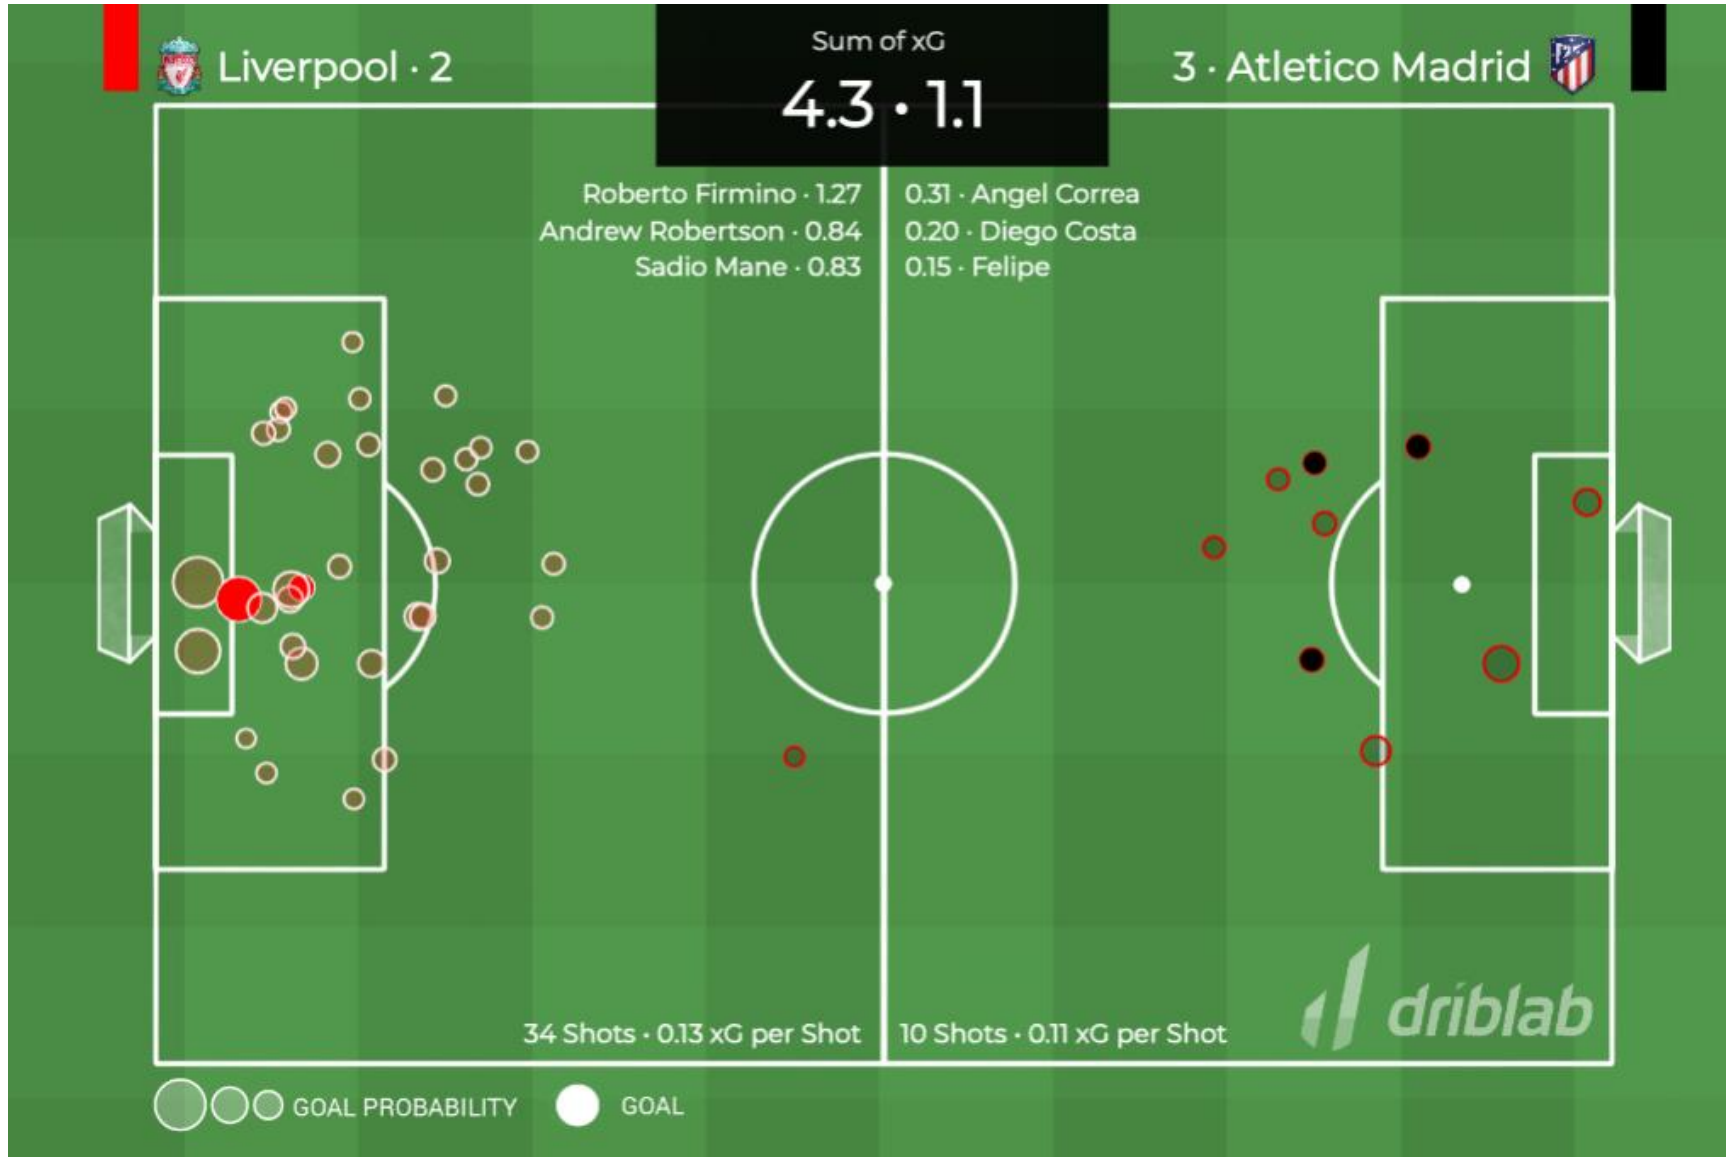 Liverpool · 2
Sum of xG
4.3 · 1.1
3 · Atletico Madrid
Roberto Firmino · 1.27
Andrew Robertson · 0.84
Sadio Mane · 0.83
0.31 · Angel Correa
0.20 · Diego Costa
0.15 · Felipe
34 Shots · 0.13 xG per Shot
10 Shots · 0.11 xG per Shot
driblab
GOAL PROBABILITY
GOAL